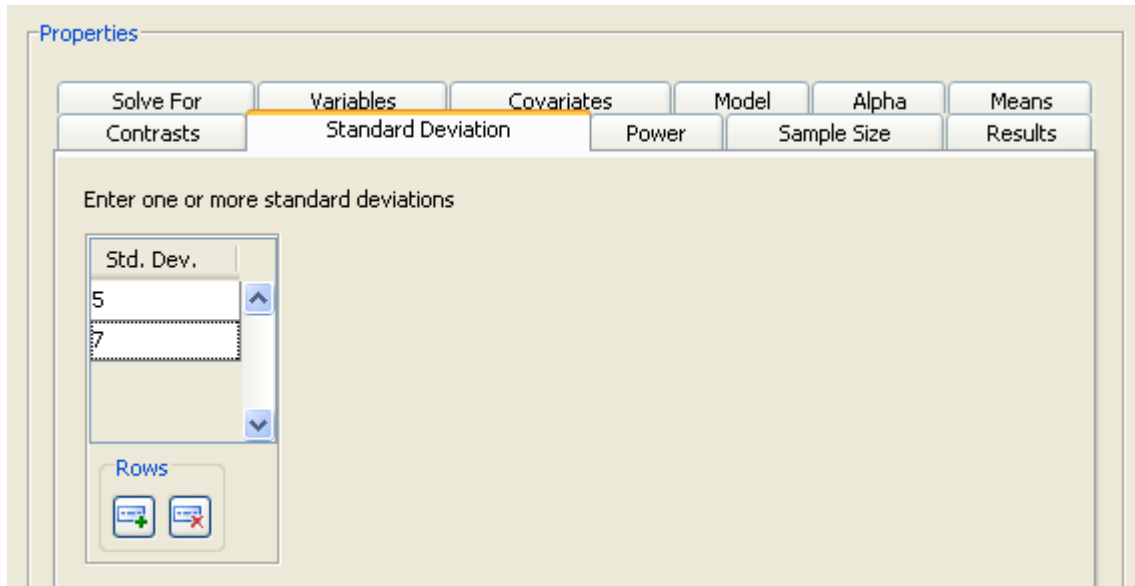 Properties
Solve For Variables Covariates Model Alpha Means
Contrasts Standard Deviation Power Sample Size Results
Enter one or more standard deviations
Std. Dev.
5
7
Rows